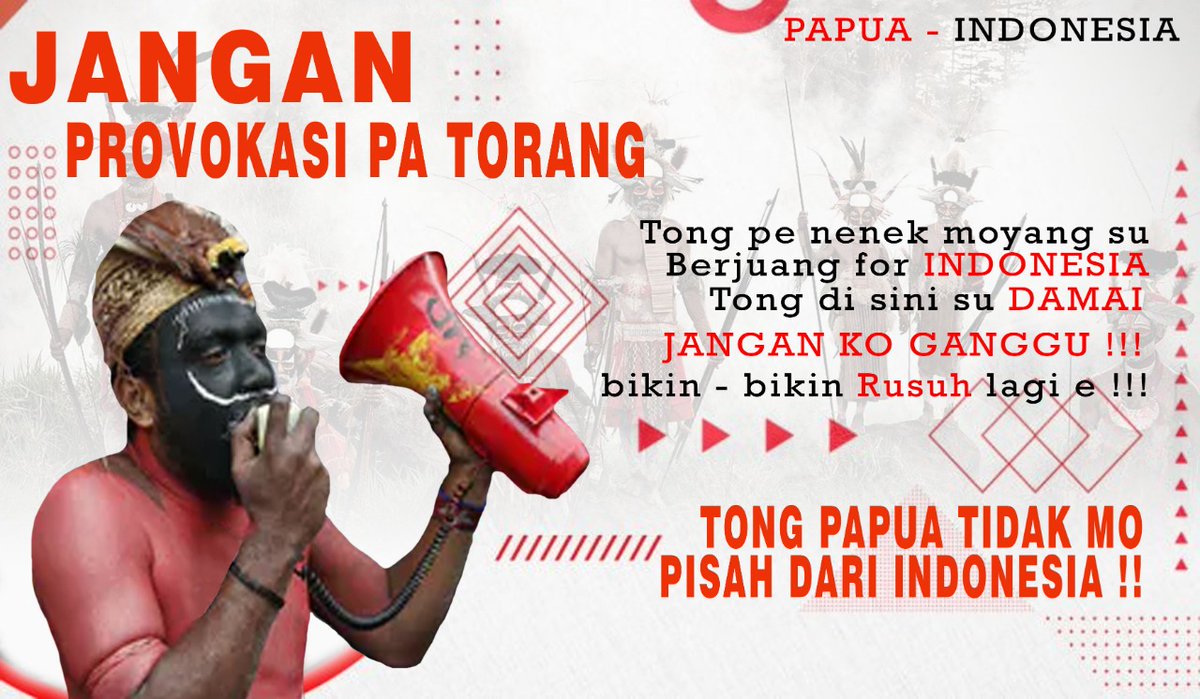 PAPUA - INDONESIA
JANGAN
PROVOKASI PA TORANG
Tong pe nenek moyang su
Berjuang for INDONESIA
Tong di sini su DAMAI
JANGAN KO GANGGU !!!
bikin - bikin Rusuh lagi e !!!
TONG PAPUA TIDAK MO
PISAH DARI INDONESIA !!